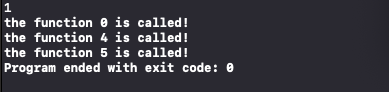 1
the function 0 is called!
the function 4 is called!
the function 5 is called!
Program ended with exit code: 0